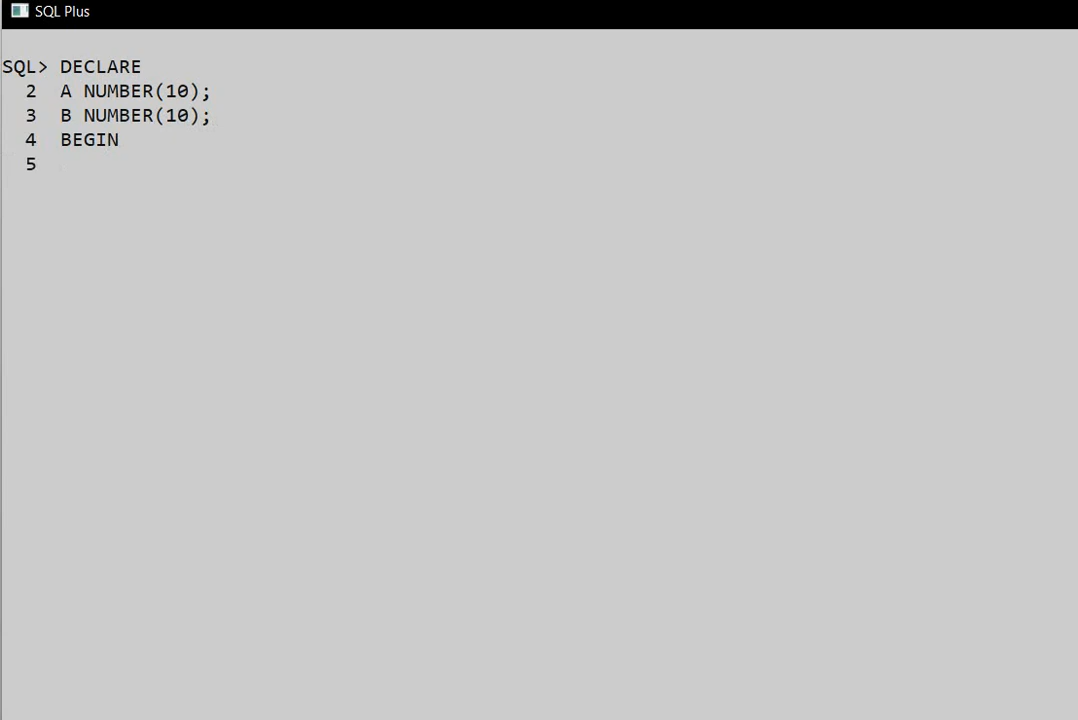 SQL Plus
SQL> DECLARE
2 A NUMBER(10);
3 B NUMBER(10);
4 BEGIN
5